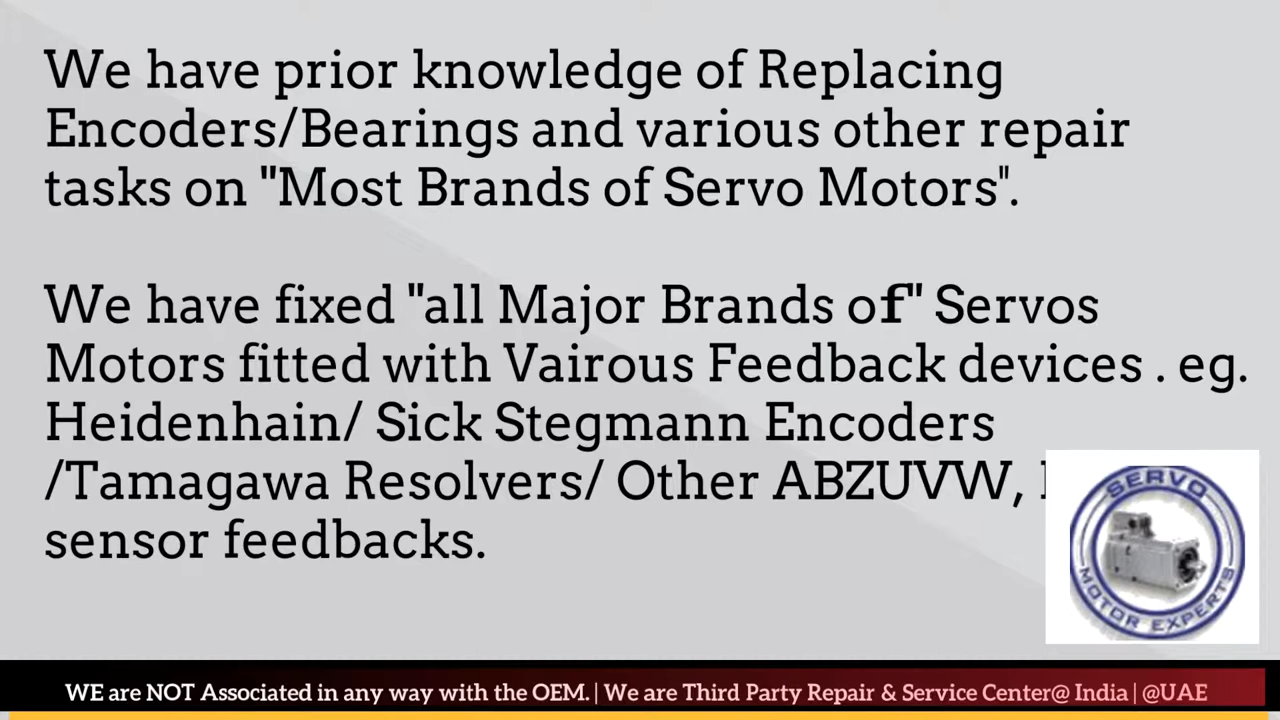 We have prior knowledge of Replacing
Encoders/Bearings and various other repair
tasks on "Most Brands of Servo Motors".
We have fixed "all Major Brands of" Servos
Motors fitted with Vairous Feedback devices . eg.
Heidenhain/ Sick Stegmann Encoders
/Tamagawa Resolvers/ Other ABZUVW,
sensor feedbacks.
SERVO
MOTOR EXPERTS
WE are NOT Associated in any way with the OEM. | We are Third Party Repair & Service Center@ India | @UAE